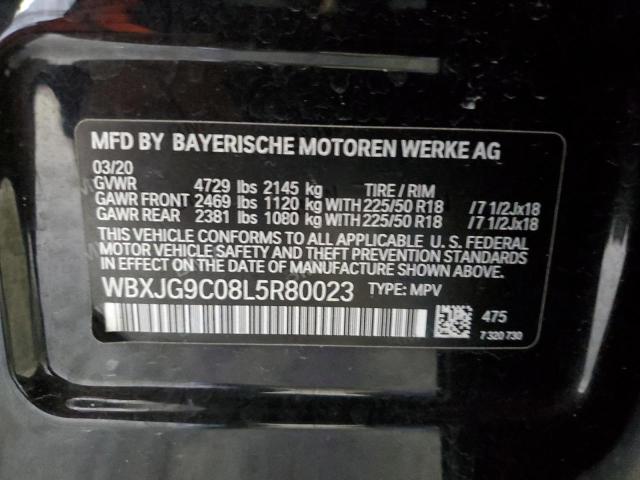 MFD BY BAYERISCHE MOTOREN WERKE AG
03/20
GVWR 4729 lbs 2145 kg TIRE / RIM
GAWR FRONT 2469 lbs 1120 kg WITH 225/50 R18 /7 1/2Jx18
GAWR REAR 2381 lbs 1080 kg WITH 225/50 R18 /7 1/2Jx18
THIS VEHICLE CONFORMS TO ALL APPLICABLE U. S. FEDERAL
MOTOR VEHICLE SAFETY AND THEFT PREVENTION STANDARDS
IN EFFECT ON THE DATE OF MANUFACTURE SHOWN ABOVE.
WBXJG9C08L5R80023 TYPE: MPV
475
7 320 730